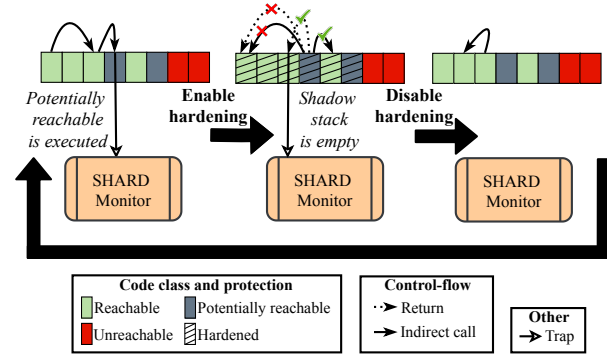 Potentially
reachable
is executed
Enable
hardening
Shadow
stack
is empty
Disable
hardening
SHARD
Monitor
SHARD
Monitor
SHARD
Monitor
Code class and protection
Reachable
Potentially reachable
Unreachable
Hardened
Control-flow
Return
Indirect call
Other
Trap